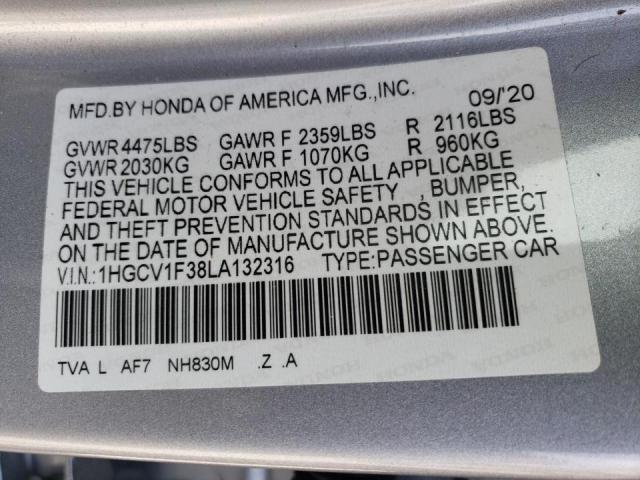 MFD.BY HONDA OF AMERICA MFG.,INC. 09/'20
GVWR 4475LBS GAWR F 2359LBS R 2116LBS
GVWR 2030KG GAWR F 1070KG R 960KG
THIS VEHICLE CONFORMS TO ALL APPLICABLE
FEDERAL MOTOR VEHICLE SAFETY , BUMPER,
AND THEFT PREVENTION STANDARDS IN EFFECT
ON THE DATE OF MANUFACTURE SHOWN ABOVE.
V.I.N.:1HGCV1F38LA132316 TYPE:PASSENGER CAR
TVA L AF7 NH830M .Z .A